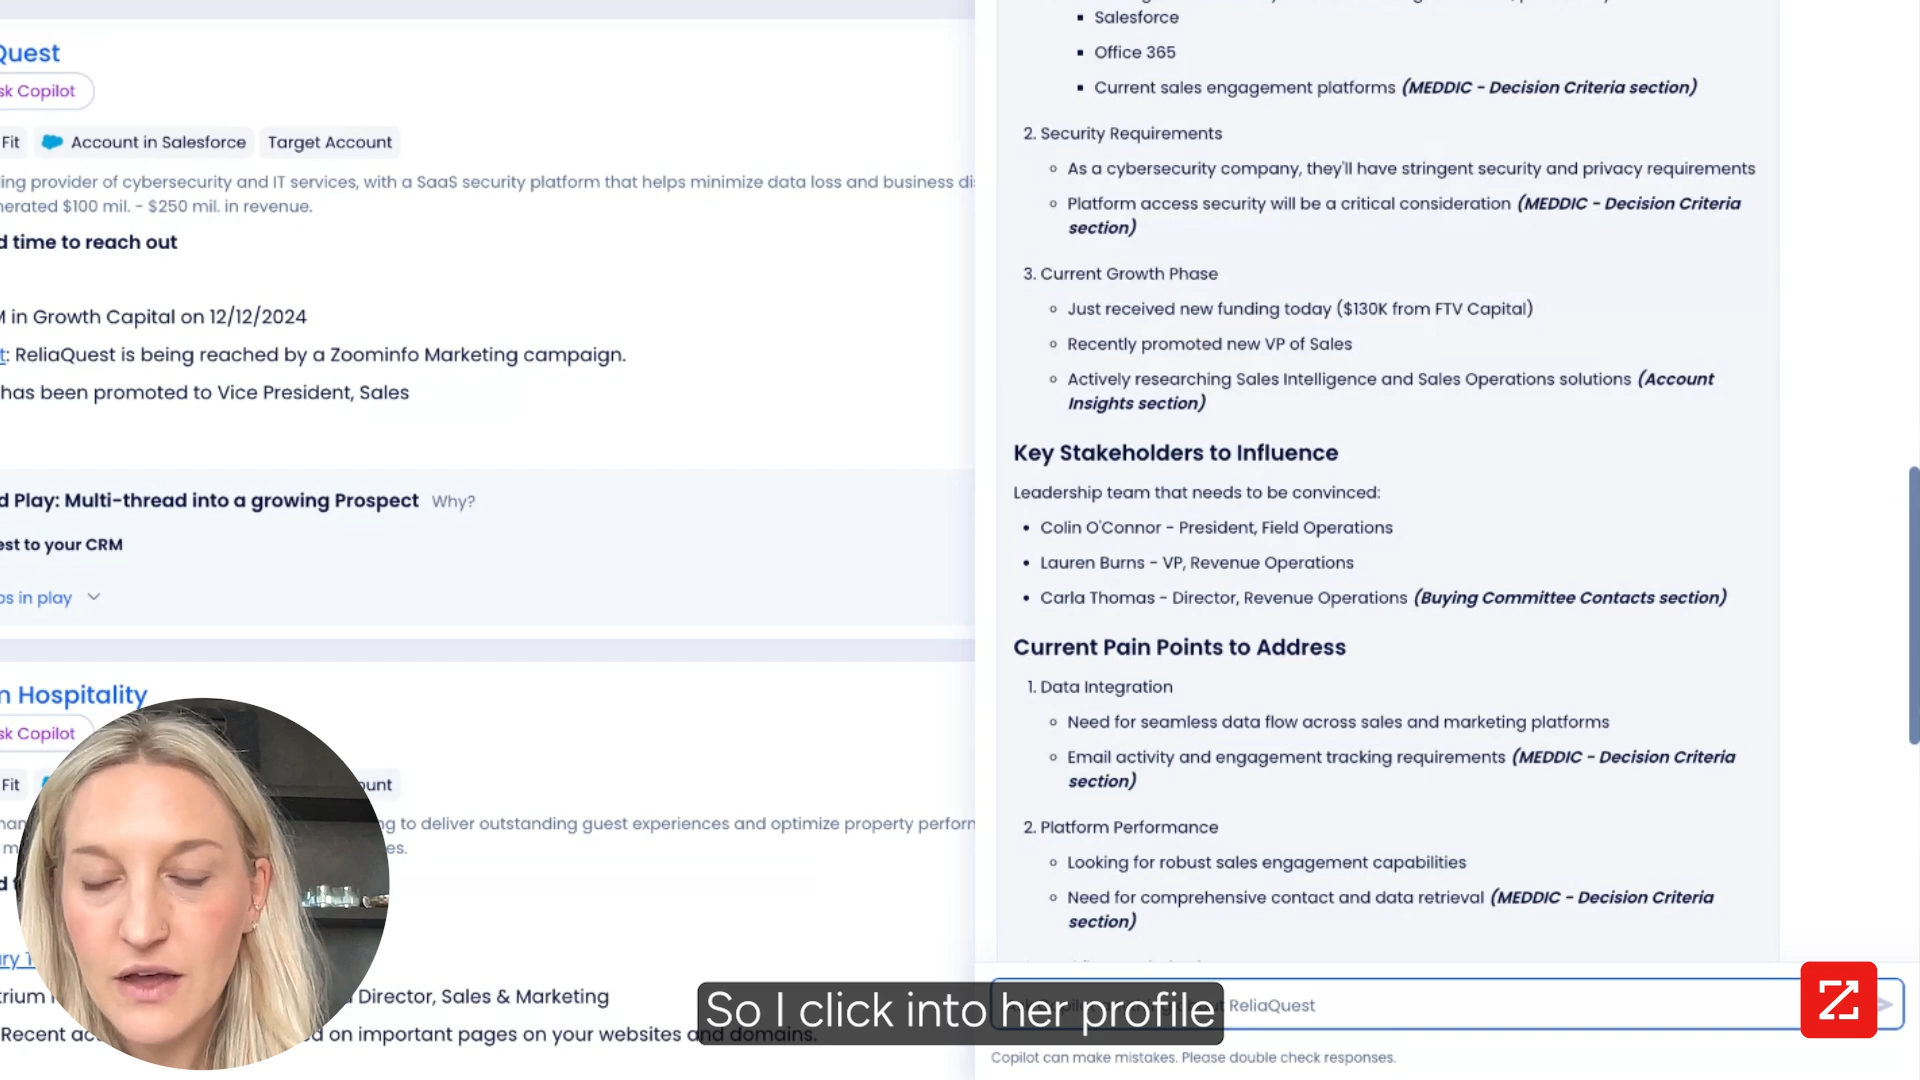 Quest
sk Copilot
Fit
Account in Salesforce
Target Account
ling provider of cybersecurity and IT services, with a SaaS security platform that helps minimize data loss and business di
nerated $100 mil. - $250 mil. in revenue.
d time to reach out
M in Growth Capital on 12/12/2024
t: ReliaQuest is being reached by a Zoominfo Marketing campaign.
has been promoted to Vice President, Sales
d Play: Multi-thread into a growing Prospect Why?
est to your CRM
ps in play
n Hospitality
sk Copilot
Fit
ount
ng to deliver outstanding guest experiences and optimize property perforn
es.
ary T
trium
Director, Sales & Marketing
Recent ac
d on important pages on your websites and domains.
Salesforce
Office 365
Current sales engagement platforms (MEDDIC - Decision Criteria section)
2. Security Requirements
As a cybersecurity company, they'll have stringent security and privacy requirements
Platform access security will be a critical consideration (MEDDIC - Decision Criteria
section)
3. Current Growth Phase
Just received new funding today ($130K from FTV Capital)
Recently promoted new VP of Sales
Actively researching Sales Intelligence and Sales Operations solutions (Account
Insights section)
Key Stakeholders to Influence
Leadership team that needs to be convinced:
Colin O'Connor - President, Field Operations
Lauren Burns - VP, Revenue Operations
Carla Thomas - Director, Revenue Operations (Buying Committee Contacts section)
Current Pain Points to Address
1. Data Integration
Need for seamless data flow across sales and marketing platforms
Email activity and engagement tracking requirements (MEDDIC - Decision Criteria
section)
2. Platform Performance
Looking for robust sales engagement capabilities
Need for comprehensive contact and data retrieval (MEDDIC - Decision Criteria
section)
ReliaQuest
Copilot can make mistakes. Please double check responses.
So I click into her profile